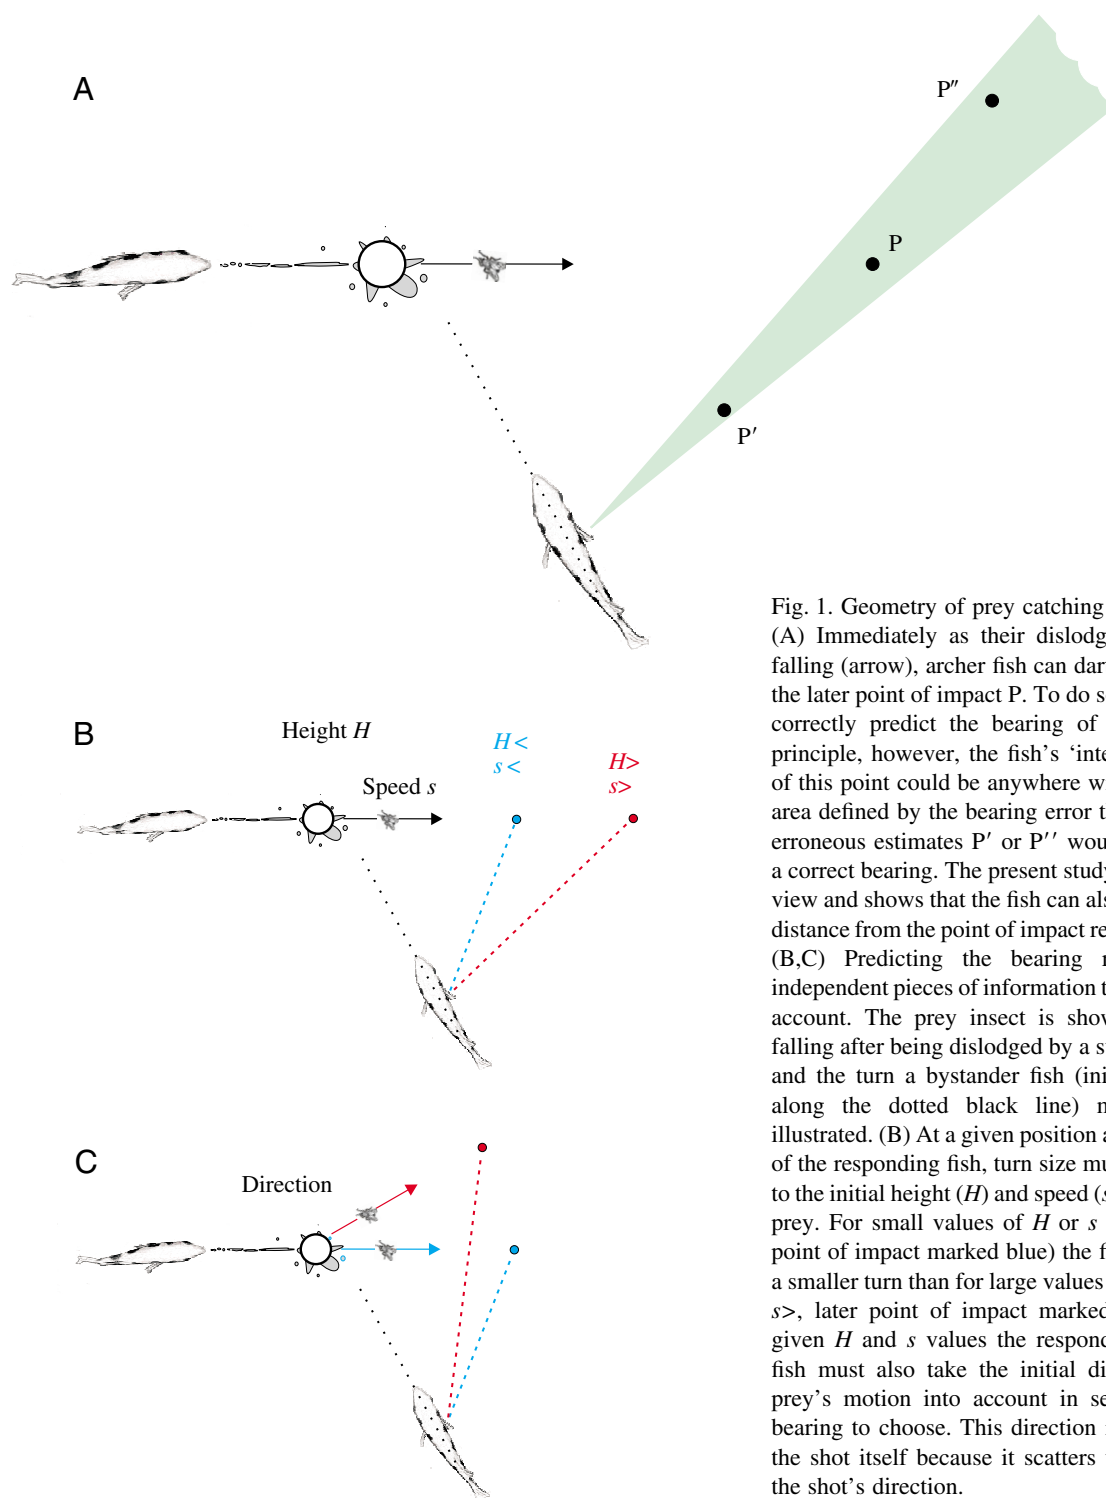 A
P″
P
P′
B
Height H
Speed s
H <
s <
H>
s>
C
Direction
Fig. 1. Geometry of prey catching
(A) Immediately as their dislodg
falling (arrow), archer fish can dar
the later point of impact P. To do s
correctly predict the bearing of
principle, however, the fish's ‘inte
of this point could be anywhere w
area defined by the bearing error t
erroneous estimates P′ or P′′ wou
a correct bearing. The present study
view and shows that the fish can als
distance from the point of impact re
(B,C) Predicting the bearing r
independent pieces of information t
account. The prey insect is show
falling after being dislodged by a s
and the turn a bystander fish (ini
along the dotted black line) m
illustrated. (B) At a given position a
of the responding fish, turn size mu
to the initial height (H) and speed (s
prey. For small values of H or s
point of impact marked blue) the f
a smaller turn than for large values
s>, later point of impact marked
given H and s values the respond
fish must also take the initial di
prey's motion into account in se
bearing to choose. This direction
the shot itself because it scatters
the shot's direction.